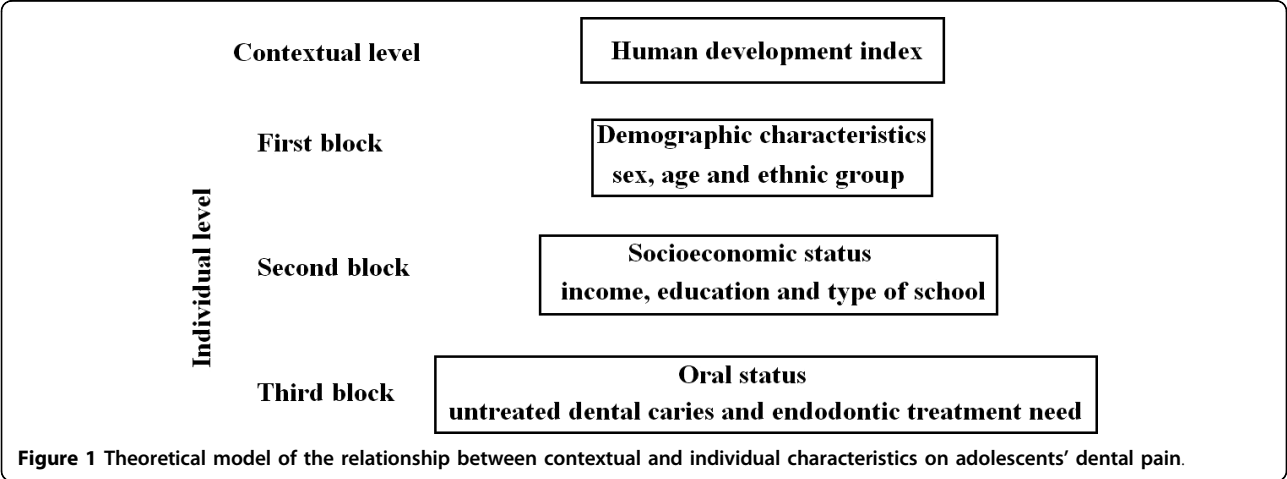 Contextual level
Human development index
First block
Demographic characteristics
sex, age and ethnic group
Individual level
Second block
Socioeconomic status
income, education and type of school
Third block
Oral status
untreated dental caries and endodontic treatment need
Figure 1 Theoretical model of the relationship between contextual and individual characteristics on adolescents’ dental pain.